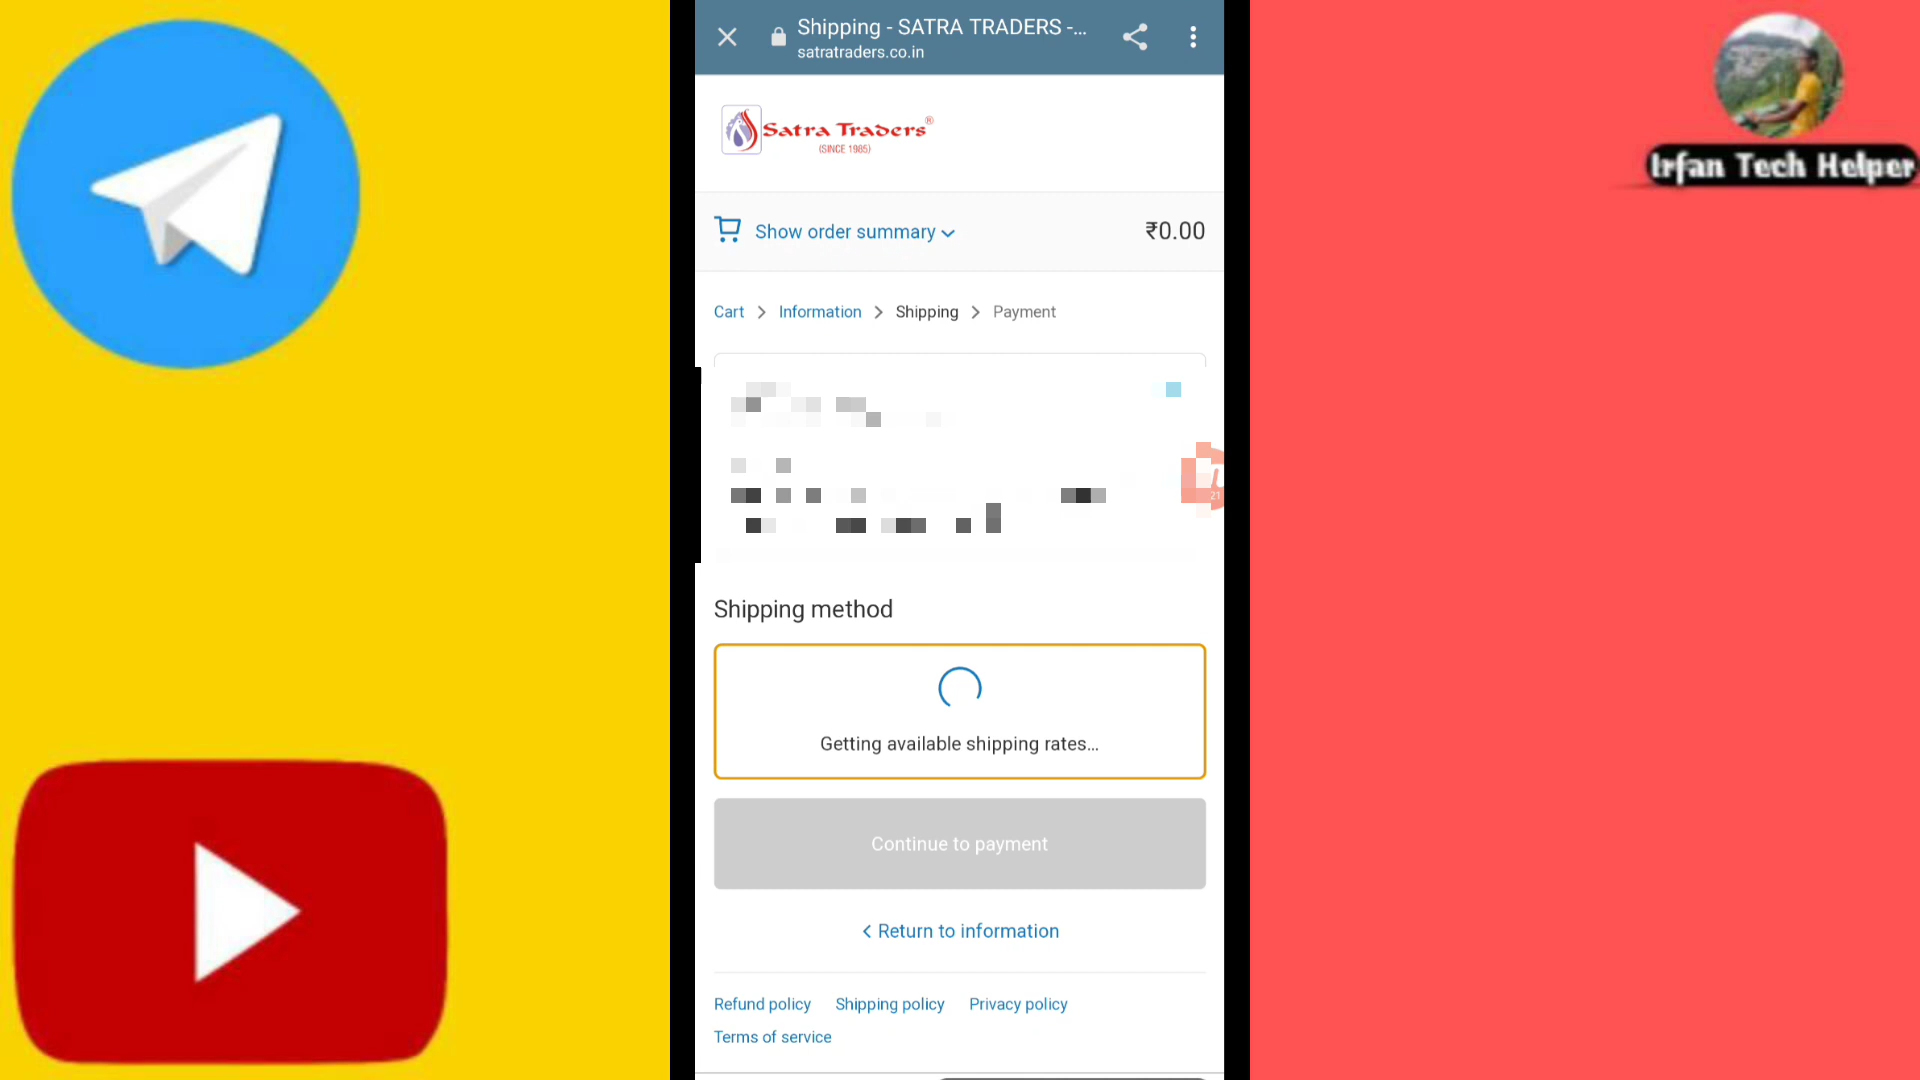 Shipping - SATRA TRADERS -...
satratraders.co.in
Satra Traders®
(SINCE 1985)
Irfan Tech Helper
Show order summary
₹0.00
Cart > Information > Shipping > Payment
21
Shipping method
Getting available shipping rates...
Continue to payment
< Return to information
Refund policy Shipping policy Privacy policy
Terms of service